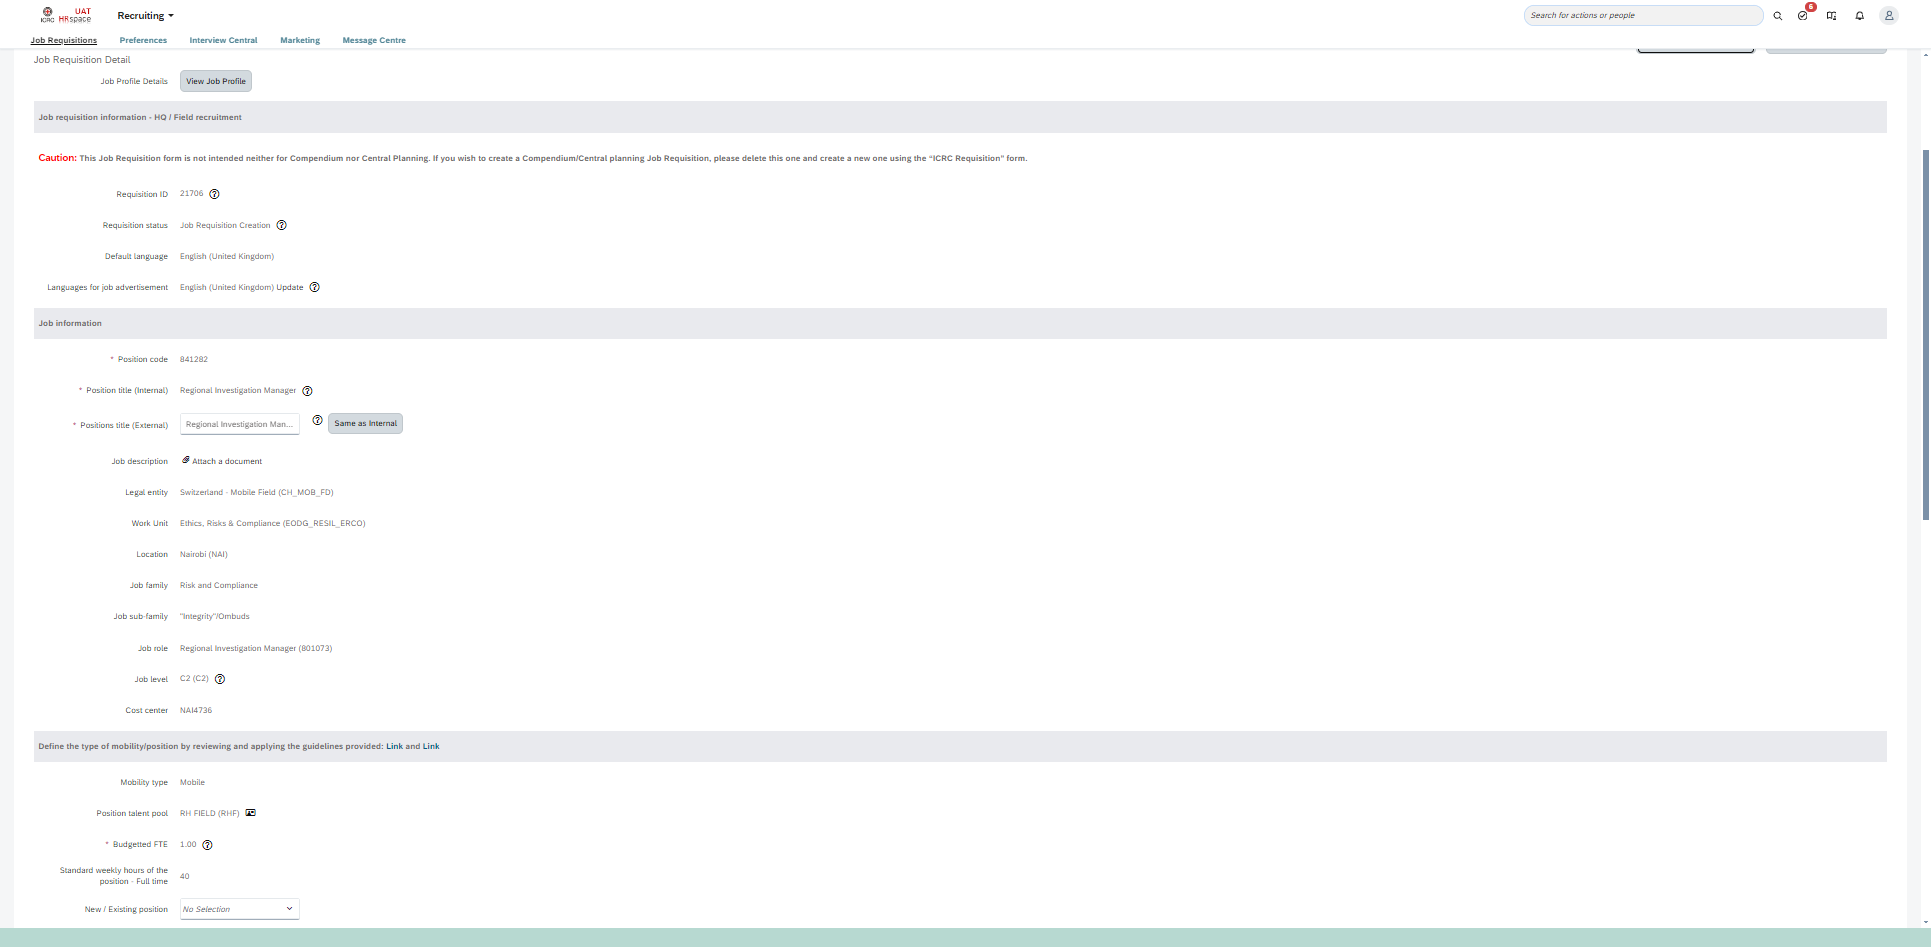 UAT
ICRC HRspace
Recruiting
Search for actions or people
6
Job Requisitions Preferences Interview Central Marketing Message Centre
Job Requisition Detail
Job Profile Details View Job Profile
Job requisition information - HQ / Field recruitment
Caution: This Job Requisition form is not intended neither for Compendium nor Central Planning. If you wish to create a Compendium/Central planning Job Requisition, please delete this one and create a new one using the “ICRC Requisition” form.
Requisition ID 21706
Requisition status Job Requisition Creation
Default language English (United Kingdom)
Languages for job advertisement English (United Kingdom) Update
Job information
* Position code 841282
* Position title (Internal) Regional Investigation Manager
* Positions title (External) Regional Investigation Man... Same as Internal
Job description Attach a document
Legal entity Switzerland - Mobile Field (CH_MOB_FD)
Work Unit Ethics, Risks & Compliance (EODG_RESIL_ERCO)
Location Nairobi (NAI)
Job family Risk and Compliance
Job sub-family "Integrity"/Ombuds
Job role Regional Investigation Manager (801073)
Job level C2 (C2)
Cost center NAI4736
Define the type of mobility/position by reviewing and applying the guidelines provided: Link and Link
Mobility type Mobile
Position talent pool RH FIELD (RHF)
* Budgetted FTE 1.00
Standard weekly hours of the
position - Full time 40
New / Existing position No Selection